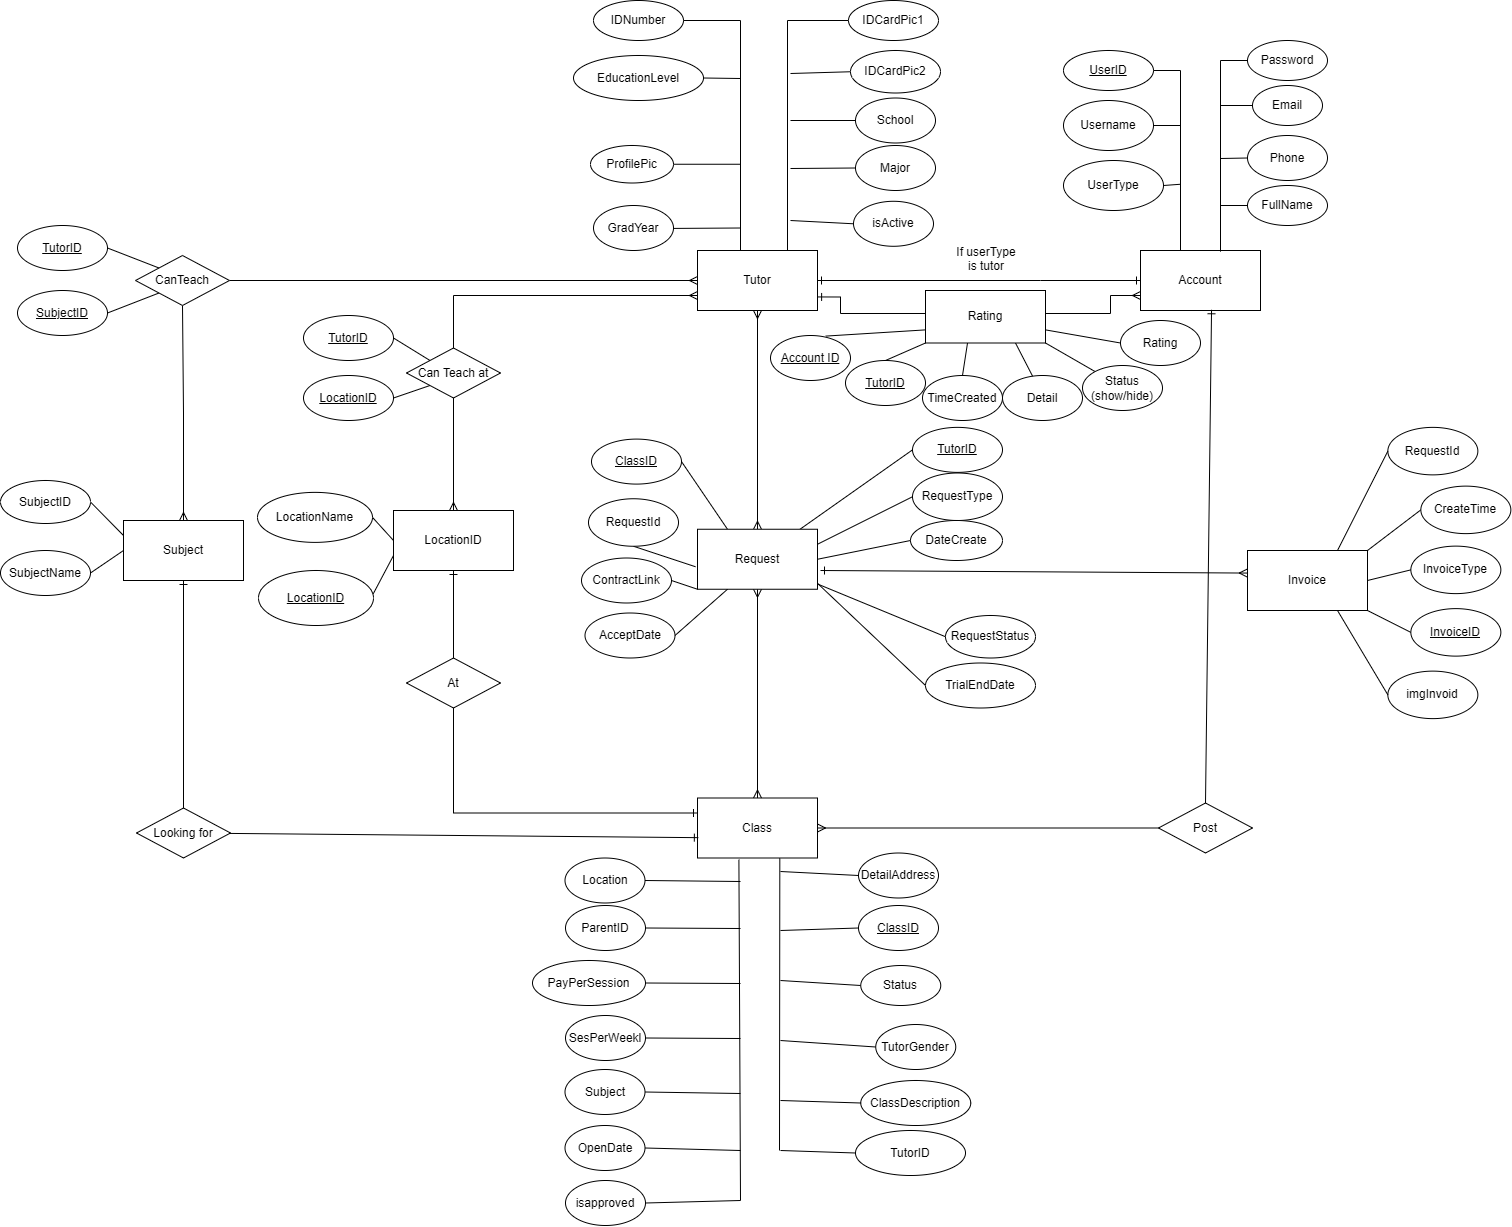 IDNumber
IDCardPic1
EducationLevel
IDCardPic2
UserID
Password
School
Username
Email
ProfilePic
Major
UserType
Phone
GradYear
isActive
FullName
TutorID
CanTeach
SubjectID
Tutor
If userType
is tutor
Account
Rating
TutorID
Can Teach at
LocationID
Account ID
TutorID
TimeCreated
Detail
Status
(show/hide)
Rating
ClassID
TutorID
RequestId
RequestType
RequestId
ContractLink
DateCreate
AcceptDate
Request
RequestStatus
TrialEndDate
SubjectID
SubjectName
Subject
LocationName
LocationID
LocationID
CreateTime
InvoiceType
Invoice
InvoiceID
imgInvoid
At
Looking for
Class
Post
Location
DetailAddress
ParentID
ClassID
PayPerSession
Status
SesPerWeekl
TutorGender
Subject
ClassDescription
OpenDate
TutorID
isapproved